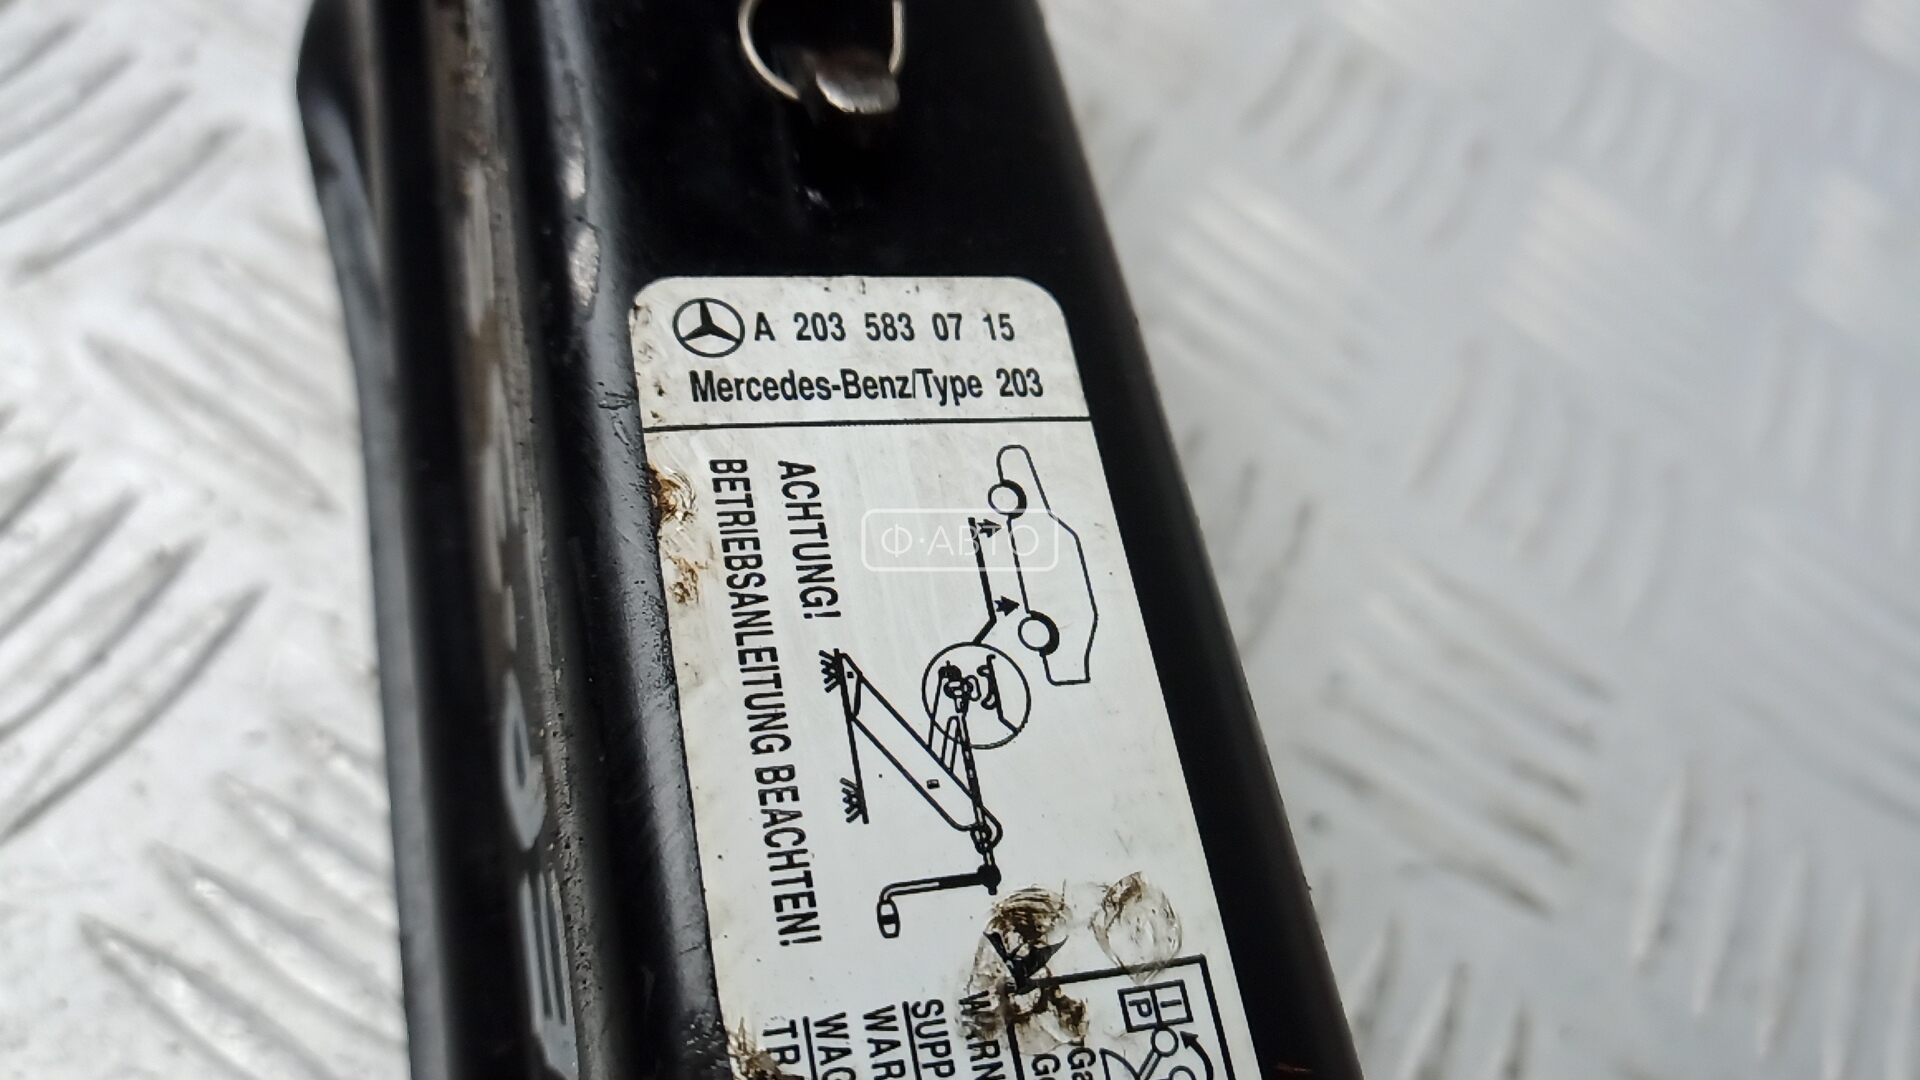 A 203 583 07 15
Mercedes-Benz/Type 203
ACHTUNG!
BETRIEBSANLEITUNG BEACHTEN!
Ф·АВТО
I
P